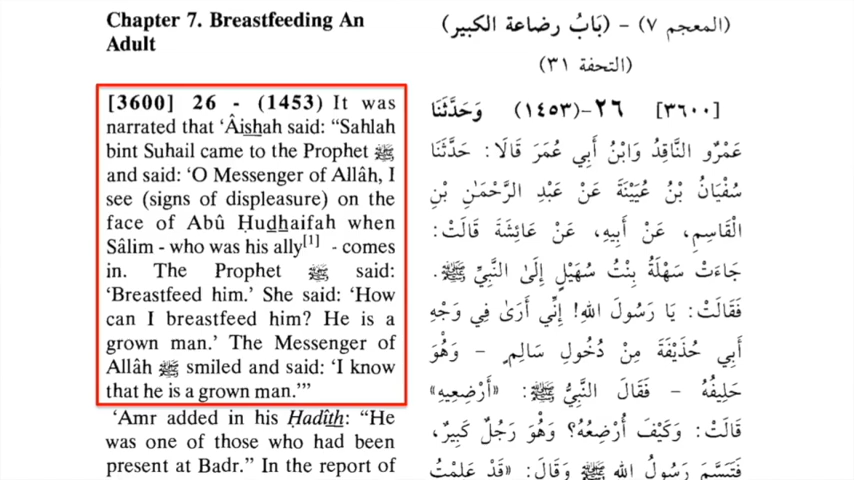 Chapter 7. Breastfeeding An
Adult
[3600] 26 - (1453) It was
narrated that ‘Âishah said: “Sahlah
bint Suhail came to the Prophet ﷺ
and said: ‘O Messenger of Allâh, I
see (signs of displeasure) on the
face of Abû Ḥudhaifah when
Sâlim - who was his ally[1] - comes
in. The Prophet ﷺ said:
‘Breastfeed him.’ She said: ‘How
can I breastfeed him? He is a
grown man.’ The Messenger of
Allâh ﷺ smiled and said: ‘I know
that he is a grown man.’”
‘Amr added in his Ḥadîth: “He
was one of those who had been
present at Badr.” In the report of
(المعجم ٧) - (بَابُ رضاعة الكبير)
(التحفة ٣١)
[٣٦٠٠] ٢٦-(١٤٥٣) وَحَدَّثَنَا
عَمْرٌو النَّاقِدُ وَابْنُ أَبِي عُمَرَ قَالَا: حَدَّثَنَا
سُفْيَانُ بْنُ عُيَيْنَةَ عَنْ عَبْدِ الرَّحْمَنِ بْنِ
الْقَاسِمِ، عَنْ أَبِيهِ، عَنْ عَائِشَةَ قَالَتْ:
جَاءَتْ سَهْلَةُ بِنْتُ سُهَيْلٍ إِلَى النَّبِيِّ ﷺ.
فَقَالَتْ: يَا رَسُولَ اللهِ! إِنِّي أَرَىٰ فِي وَجْهِ
أَبِي حُذَيْفَةَ مِنْ دُخُولِ سَالِمٍ - وَهُوَ
حَلِيفُهُ - فَقَالَ النَّبِيُّ ﷺ: «أَرْضِعِيهِ»
قَالَتْ: وَكَيْفَ أُرْضِعُهُ؟ وَهُوَ رَجُلٌ كَبِيرٌ،
فَتَبَسَّمَ رَسُولُ اللهِ ﷺ وَقَالَ: «قَدْ عَلِمْتُ